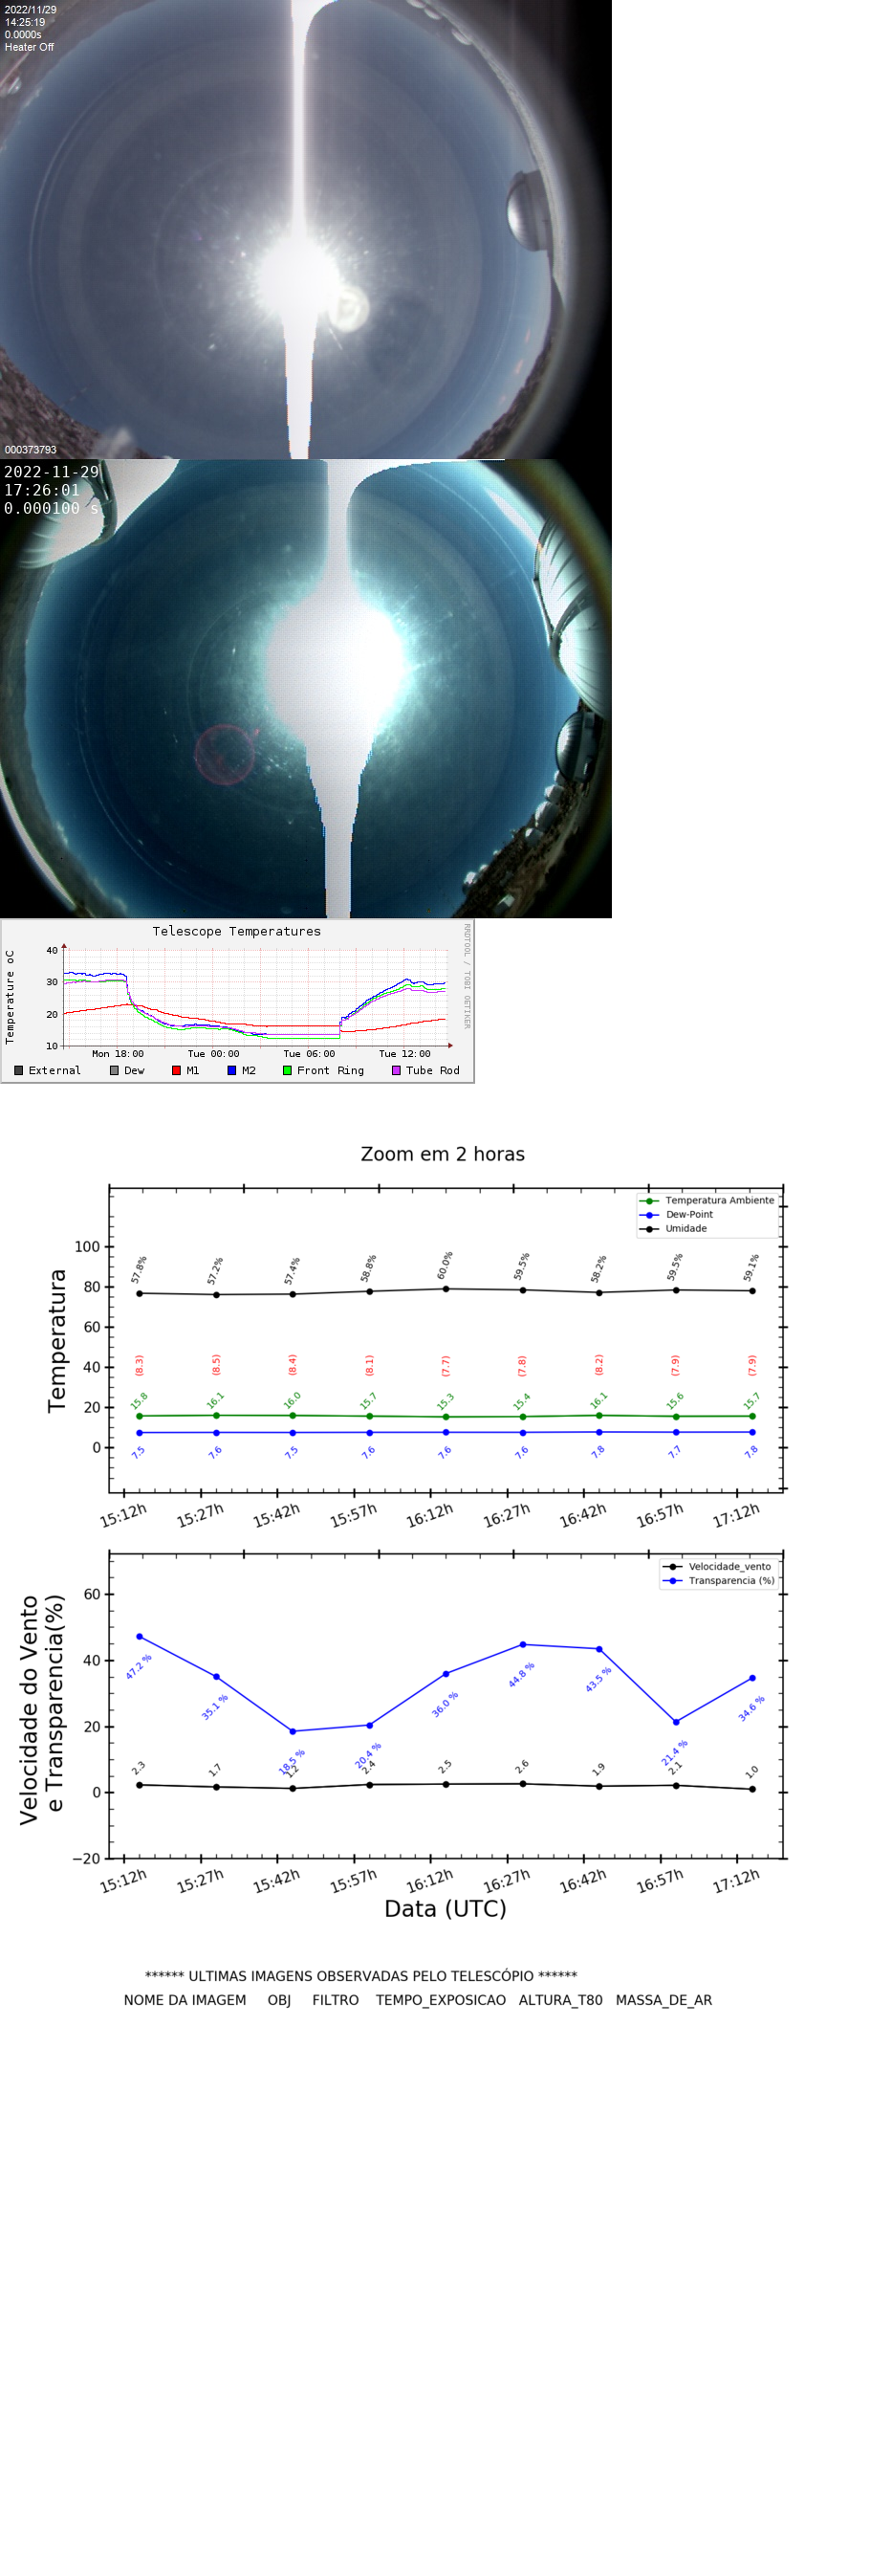 2022/11/29
14:25:19
0.0000s
Heater Off
000373793
2022-11-29
17:26:01
0.000100 s
Telescope Temperatures
RRDTOOL / TOBI OETIKER
Temperature oC
40
30
20
10
Mon 18:00 Tue 00:00 Tue 06:00 Tue 12:00
External Dew M1 M2 Front Ring Tube Rod
Zoom em 2 horas
Temperatura
Temperatura Ambiente
Dew-Point
Umidade
100
80
60
40
20
0
57.8% 57.2% 57.4% 58.8% 60.0% 59.5% 58.2% 59.5% 59.1%
(8.3) (8.5) (8.4) (8.1) (7.7) (7.8) (8.2) (7.9) (7.9)
15.8 16.1 16.0 15.7 15.3 15.4 16.1 15.6 15.7
7.5 7.6 7.5 7.6 7.6 7.6 7.8 7.7 7.8
15:12h 15:27h 15:42h 15:57h 16:12h 16:27h 16:42h 16:57h 17:12h
Velocidade do Vento
e Transparencia(%)
Velocidade_vento
Transparencia (%)
60
40
20
0
−20
47.2 % 35.1 % 18.5 % 20.4 % 36.0 % 44.8 % 43.5 % 21.4 % 34.6 %
2.3 1.7 1.2 2.4 2.5 2.6 1.9 2.1 1.0
15:12h 15:27h 15:42h 15:57h 16:12h 16:27h 16:42h 16:57h 17:12h
Data (UTC)
****** ULTIMAS IMAGENS OBSERVADAS PELO TELESCÓPIO ******
NOME DA IMAGEM OBJ FILTRO TEMPO_EXPOSICAO ALTURA_T80 MASSA_DE_AR